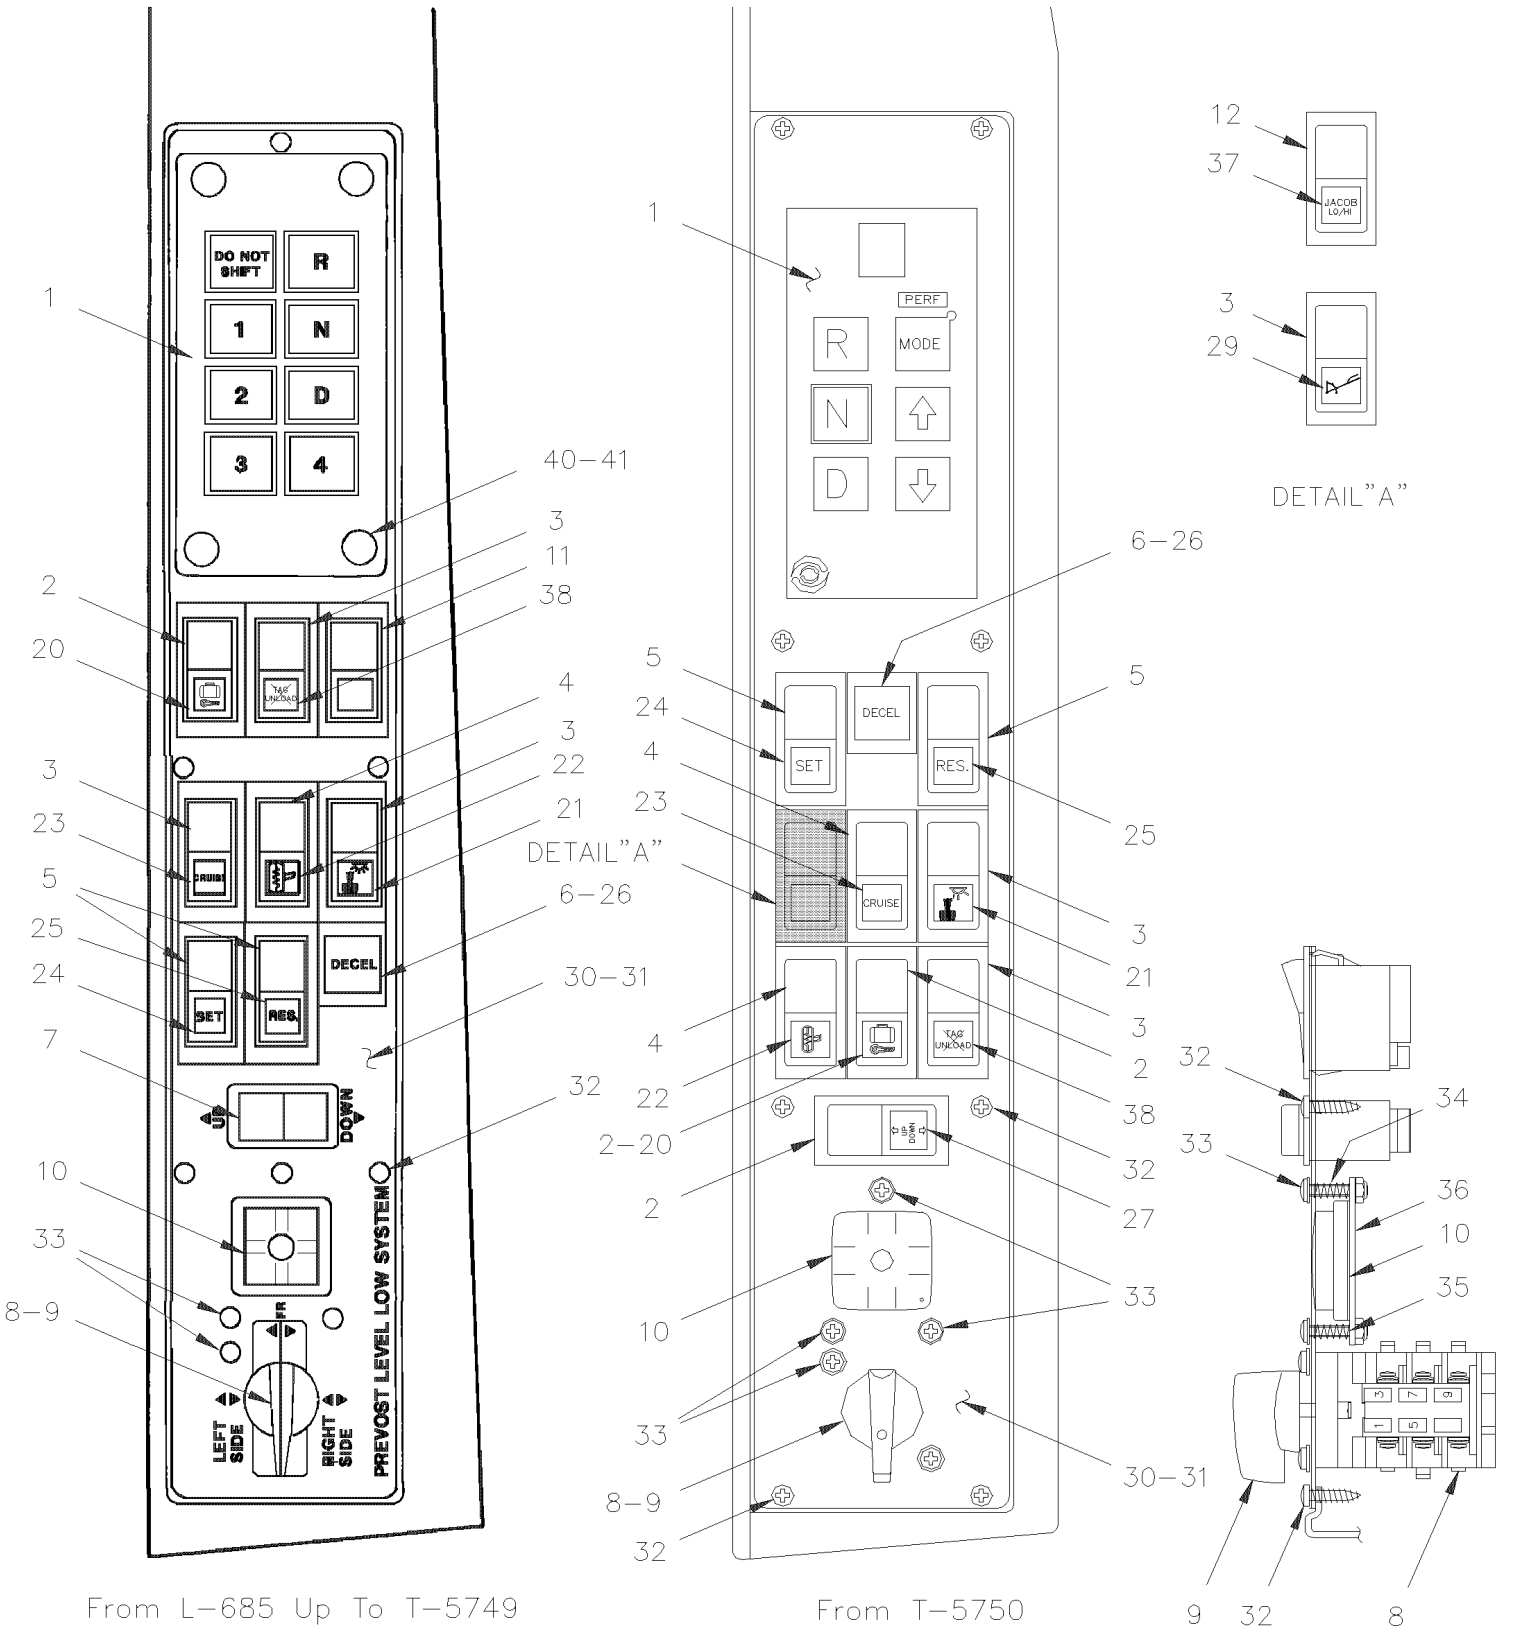 1
DO NOT
SHIFT
R
1
N
2
D
3
4
40-41
3
11
38
2
20
TAG
UNLOAD
4
3
22
21
3
23
CRUISE
5
25
24
SET
RES.
DECEL
6-26
30-31
7
UP
DOWN
32
10
33
8-9
FR
LEFT
SIDE
RIGHT
SIDE
PREVOST LEVEL LOW SYSTEM
From L-685 Up To T-5749
1
PERF
R
MODE
N
D
6-26
5
24
DECEL
5
SET
RES.
4
23
25
DETAIL"A"
CRUISE
3
21
3
4
22
2-20
TAG
UNLOAD
2
38
UP
DOWN
32
2
27
10
33
33
8-9
30-31
32
From T-5750
12
37
JACOB
LO/HI
3
29
DETAIL"A"
32
34
33
36
10
35
3
7
9
1
5
9
32
8